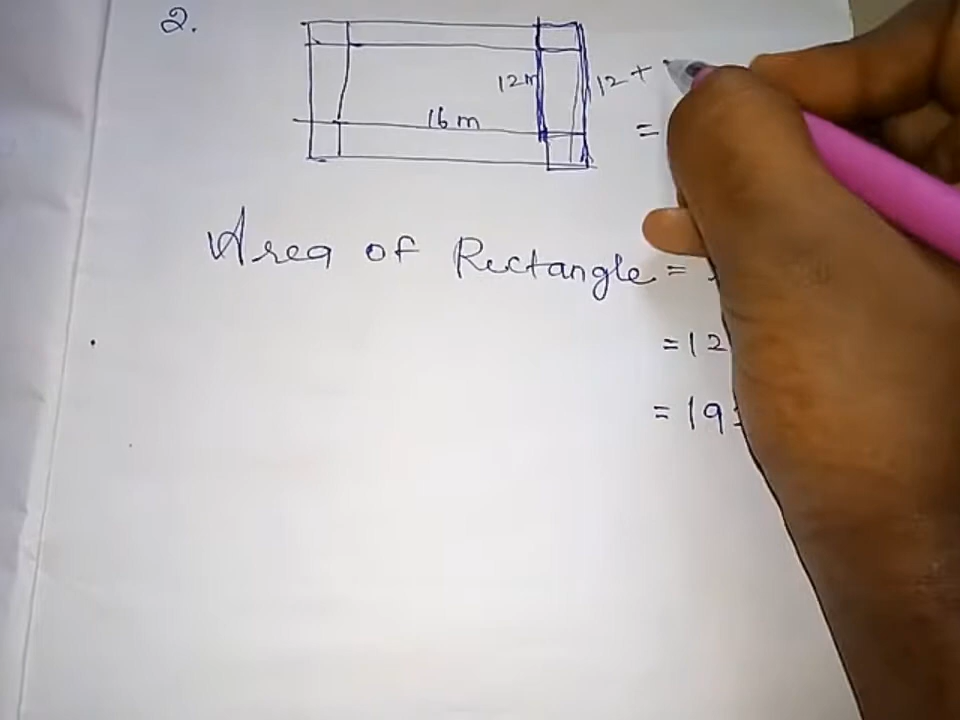 2.
12m
12+
16m
=
Area of Rectangle =
=12
=19